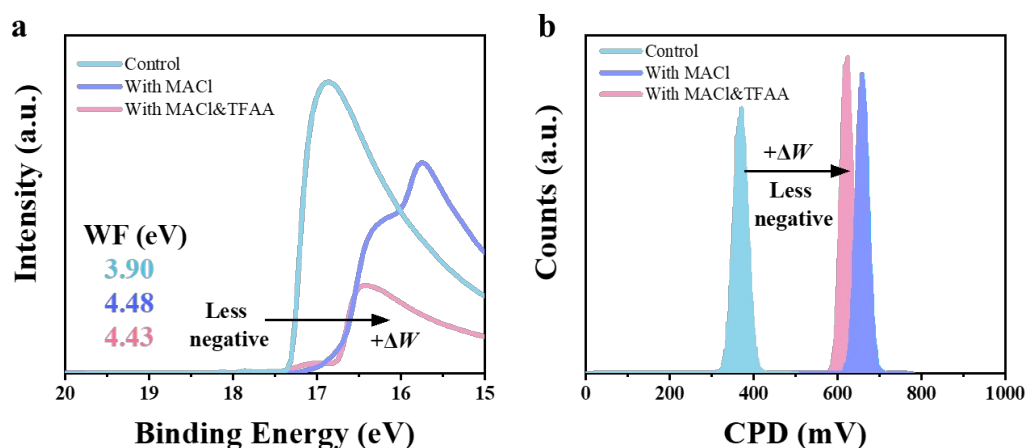 a
Control
With MACl
With MACl&TFAA
Intensity (a.u.)
WF (eV)
3.90
4.48
4.43
Less
negative
+ΔW
20
19
18
17
16
15
Binding Energy (eV)
b
Control
With MACl
With MACl&TFAA
Counts (a.u.)
+ΔW
Less
negative
0
200
400
600
800
1000
CPD (mV)